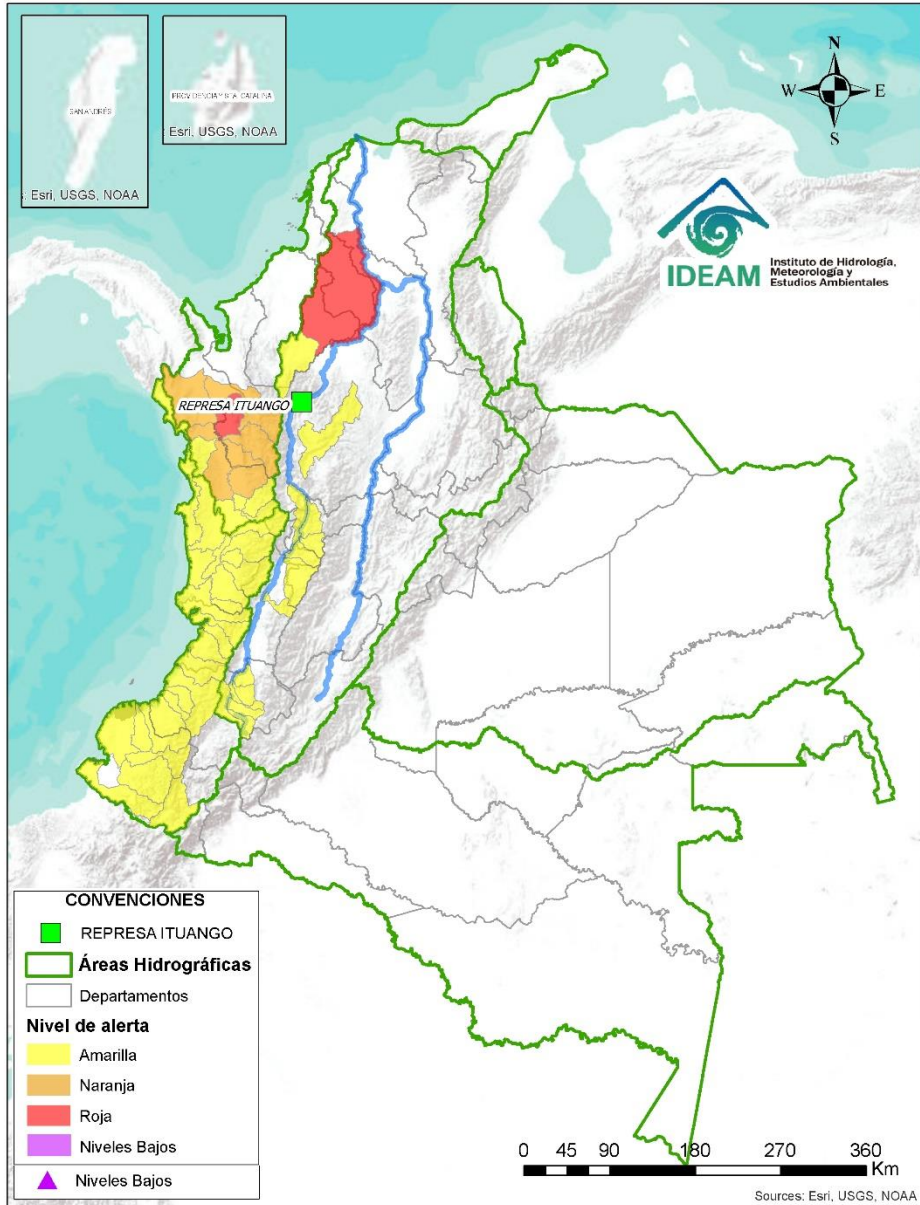 SAN ANDRÉS
: Esri, USGS, NOAA
PROVIDENCIA Y STA. CATALINA
: Esri, USGS, NOAA
N
W
E
S
IDEAM
Instituto de Hidrología,
Meteorología y
Estudios Ambientales
REPRESA ITUANGO
CONVENCIONES
REPRESA ITUANGO
Áreas Hidrográficas
Departamentos
Nivel de alerta
Amarilla
Naranja
Roja
Niveles Bajos
Niveles Bajos
0 45 90 180 270 360
Km
Sources: Esri, USGS, NOAA